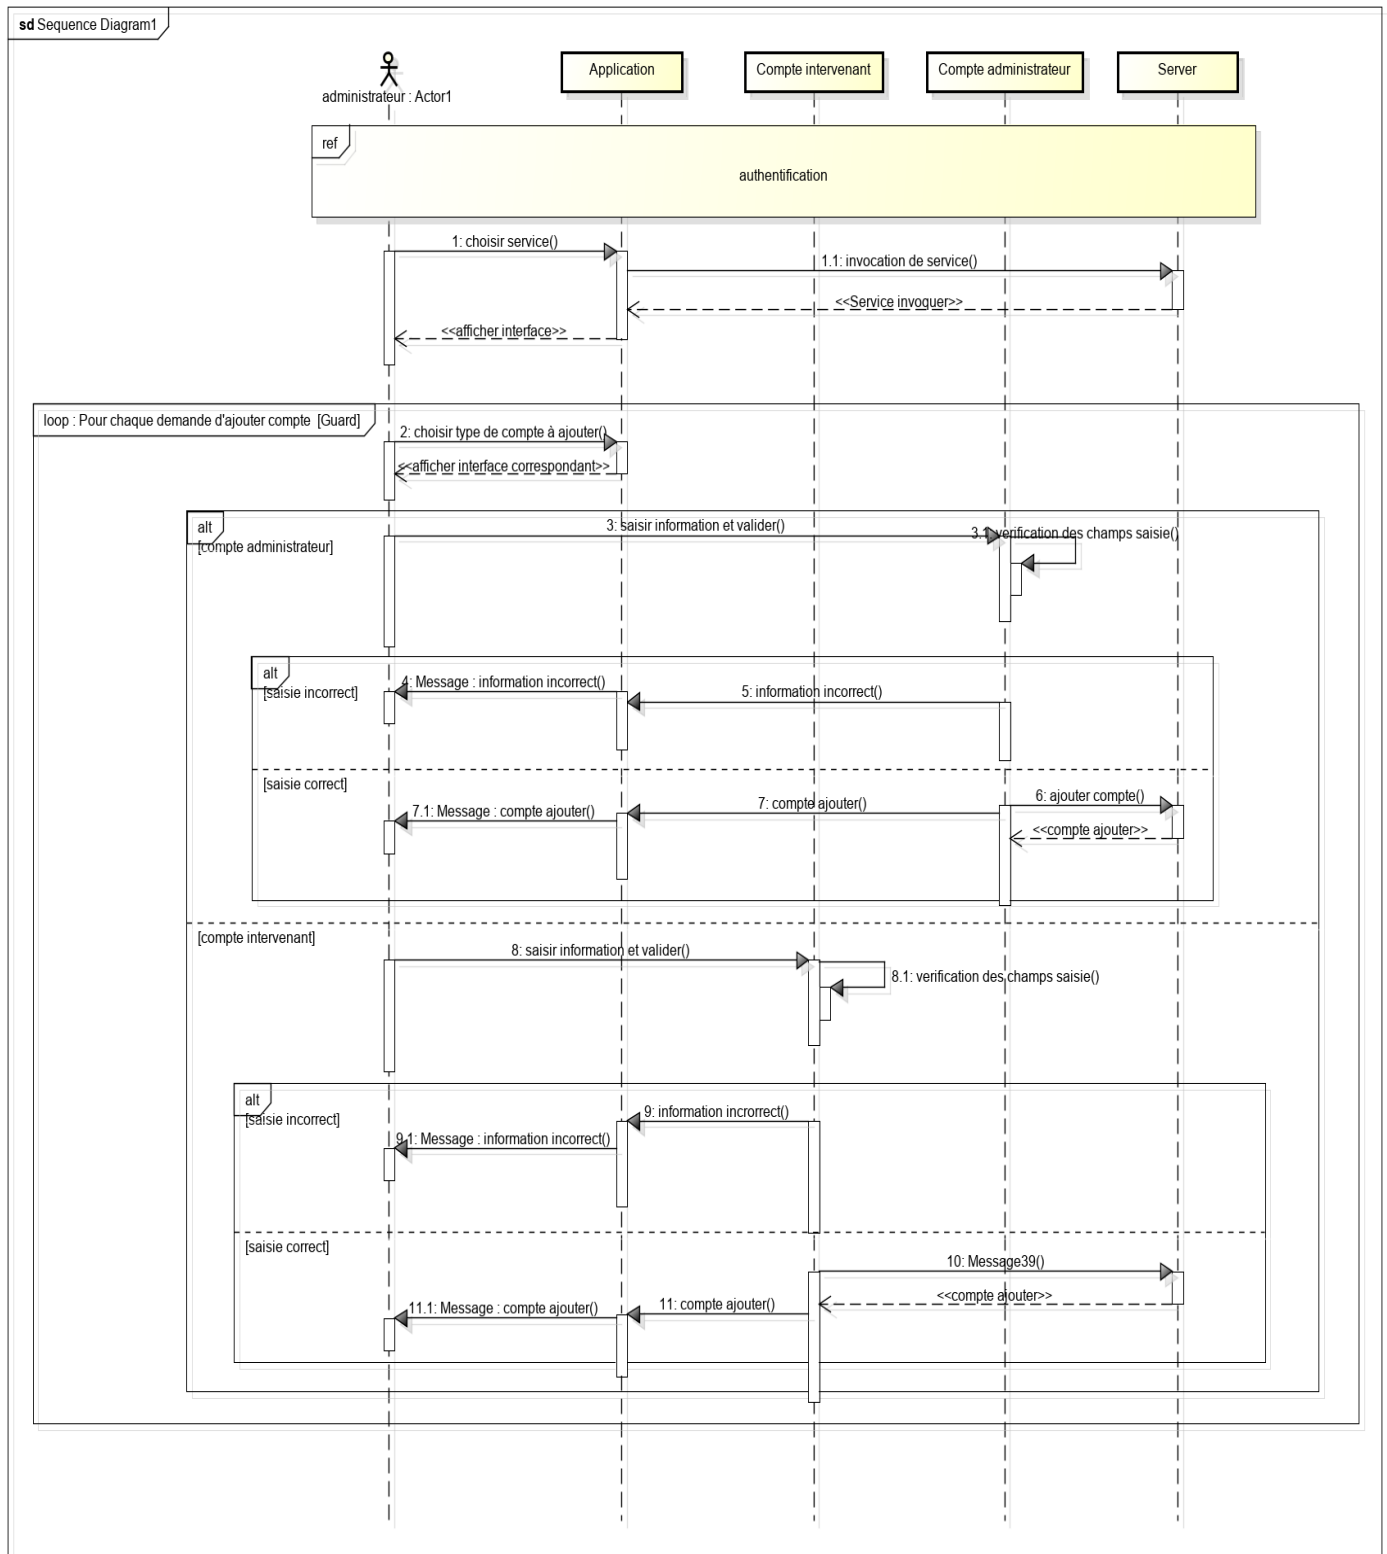 sd Sequence Diagram1
administrateur : Actor1
Application
Compte intervenant
Compte administrateur
Server
ref
authentification
1: choisir service()
1.1: invocation de service()
<<Service invoquer>>
<<afficher interface>>
loop : Pour chaque demande d'ajouter compte [Guard]
2: choisir type de compte à ajouter()
<<afficher interface correspondant>>
alt
[compte administrateur]
3: saisir information et valider()
3.1: verification des champs saisie()
alt
[saisie incorrect]
4: Message : information incorrect()
5: information incorrect()
[saisie correct]
6: ajouter compte()
7: compte ajouter()
7.1: Message : compte ajouter()
<<compte ajouter>>
[compte intervenant]
8: saisir information et valider()
8.1: verification des champs saisie()
alt
[saisie incorrect]
9: information incrorrect()
9.1: Message : information incorrect()
[saisie correct]
10: Message39()
<<compte ajouter>>
11: compte ajouter()
11.1: Message : compte ajouter()